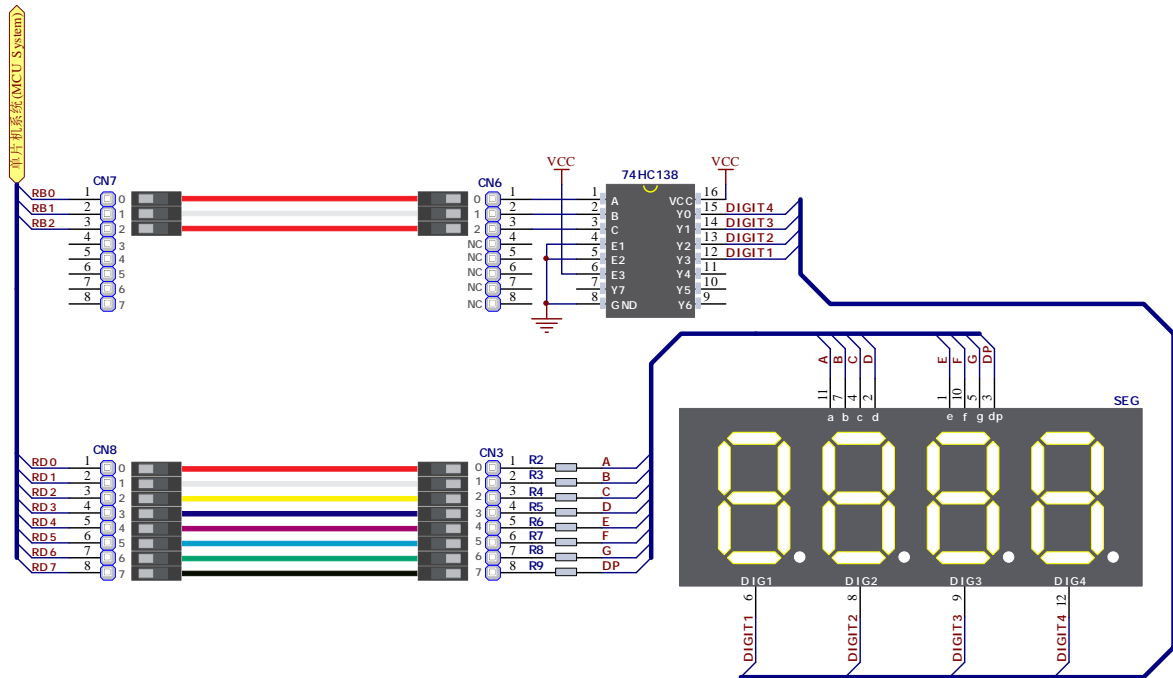 单片机系统(MCU System)
CN7
RB0 1 0
RB1 2 1
RB2 3 2
4 3
5 4
6 5
7 6
8 7
CN6
0 1
1 2
2 3
NC 4
NC 5
NC 6
NC 7
NC 8
VCC
74HC138
VCC
1 A VCC 16
2 B Y0 15 DIGIT4
3 C Y1 14 DIGIT3
4 E1 Y2 13 DIGIT2
5 E2 Y3 12 DIGIT1
6 E3 Y4 11
7 Y7 Y5 10
8 GND Y6 9
A B C D E F G DP
11 7 4 2 1 10 5 3
a b c d e f g dp
SEG
CN8
RD0 1 0
RD1 2 1
RD2 3 2
RD3 4 3
RD4 5 4
RD5 6 5
RD6 7 6
RD7 8 7
CN3
0 1 R2 A
1 2 R3 B
2 3 R4 C
3 4 R5 D
4 5 R6 E
5 6 R7 F
6 7 R8 G
7 8 R9 DP
DIG1 DIG2 DIG3 DIG4
6 8 9 12
DIGIT1 DIGIT2 DIGIT3 DIGIT4